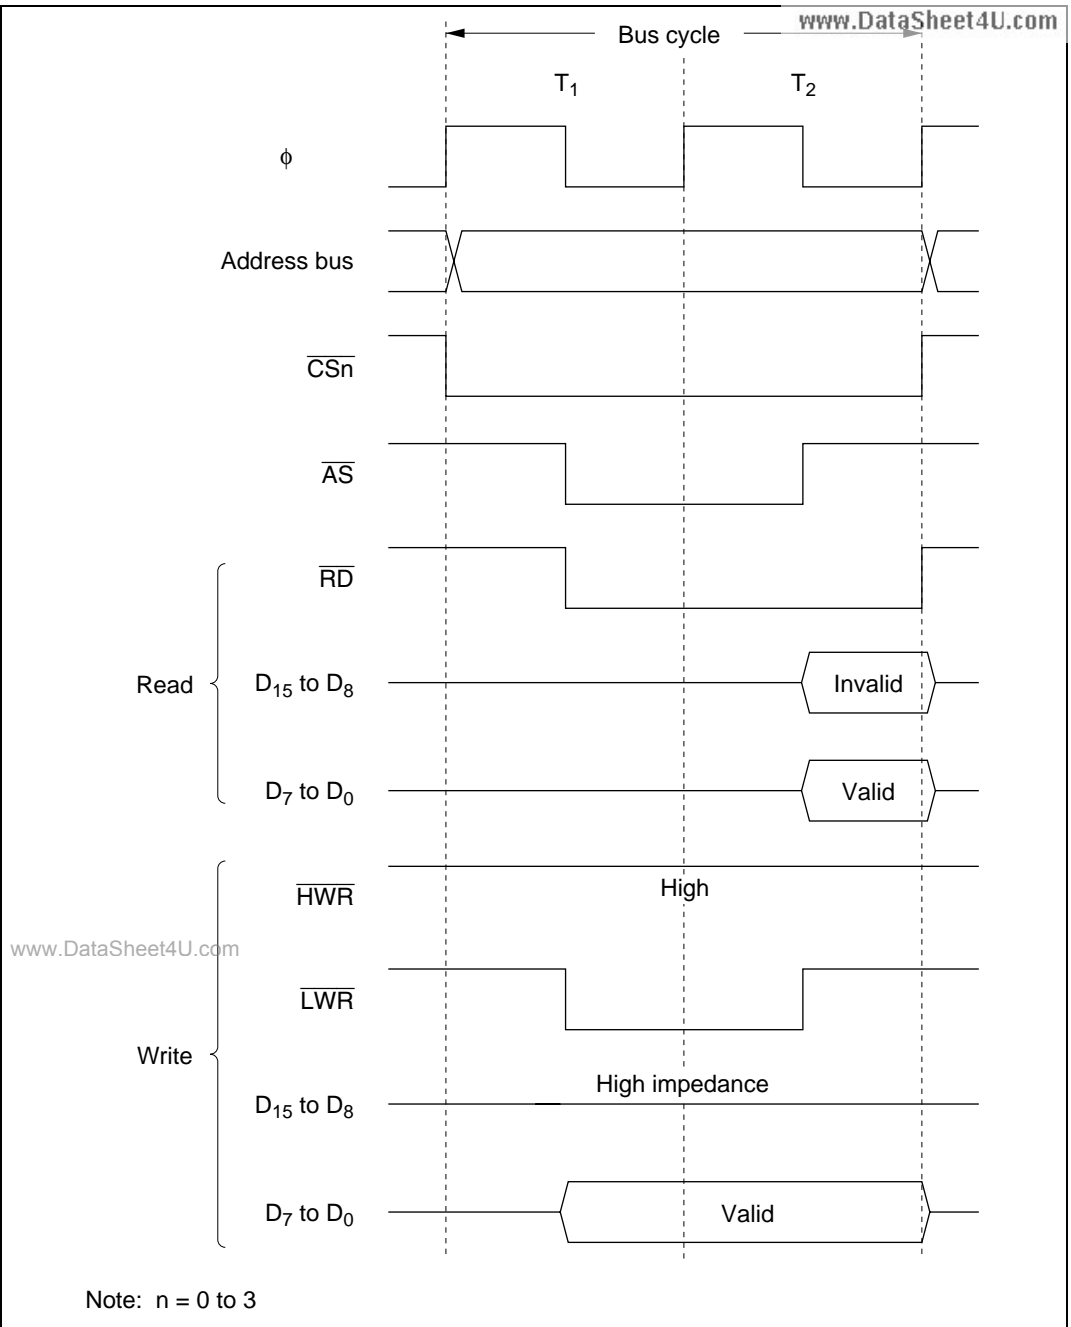 www.DataSheet4U.com
Bus cycle
T1 T2
ϕ
Address bus
CSn
AS
RD
Read
D15 to D8 Invalid
D7 to D0 Valid
HWR High
www.DataSheet4U.com
LWR
Write
High impedance
D15 to D8
D7 to D0 Valid
Note: n = 0 to 3